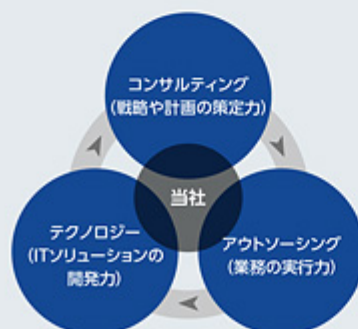 コンサルティング
(戦略や計画の策定力)
当社
テクノロジー
(ITソリューションの
開発力)
アウトソーシング
(業務の実行力)